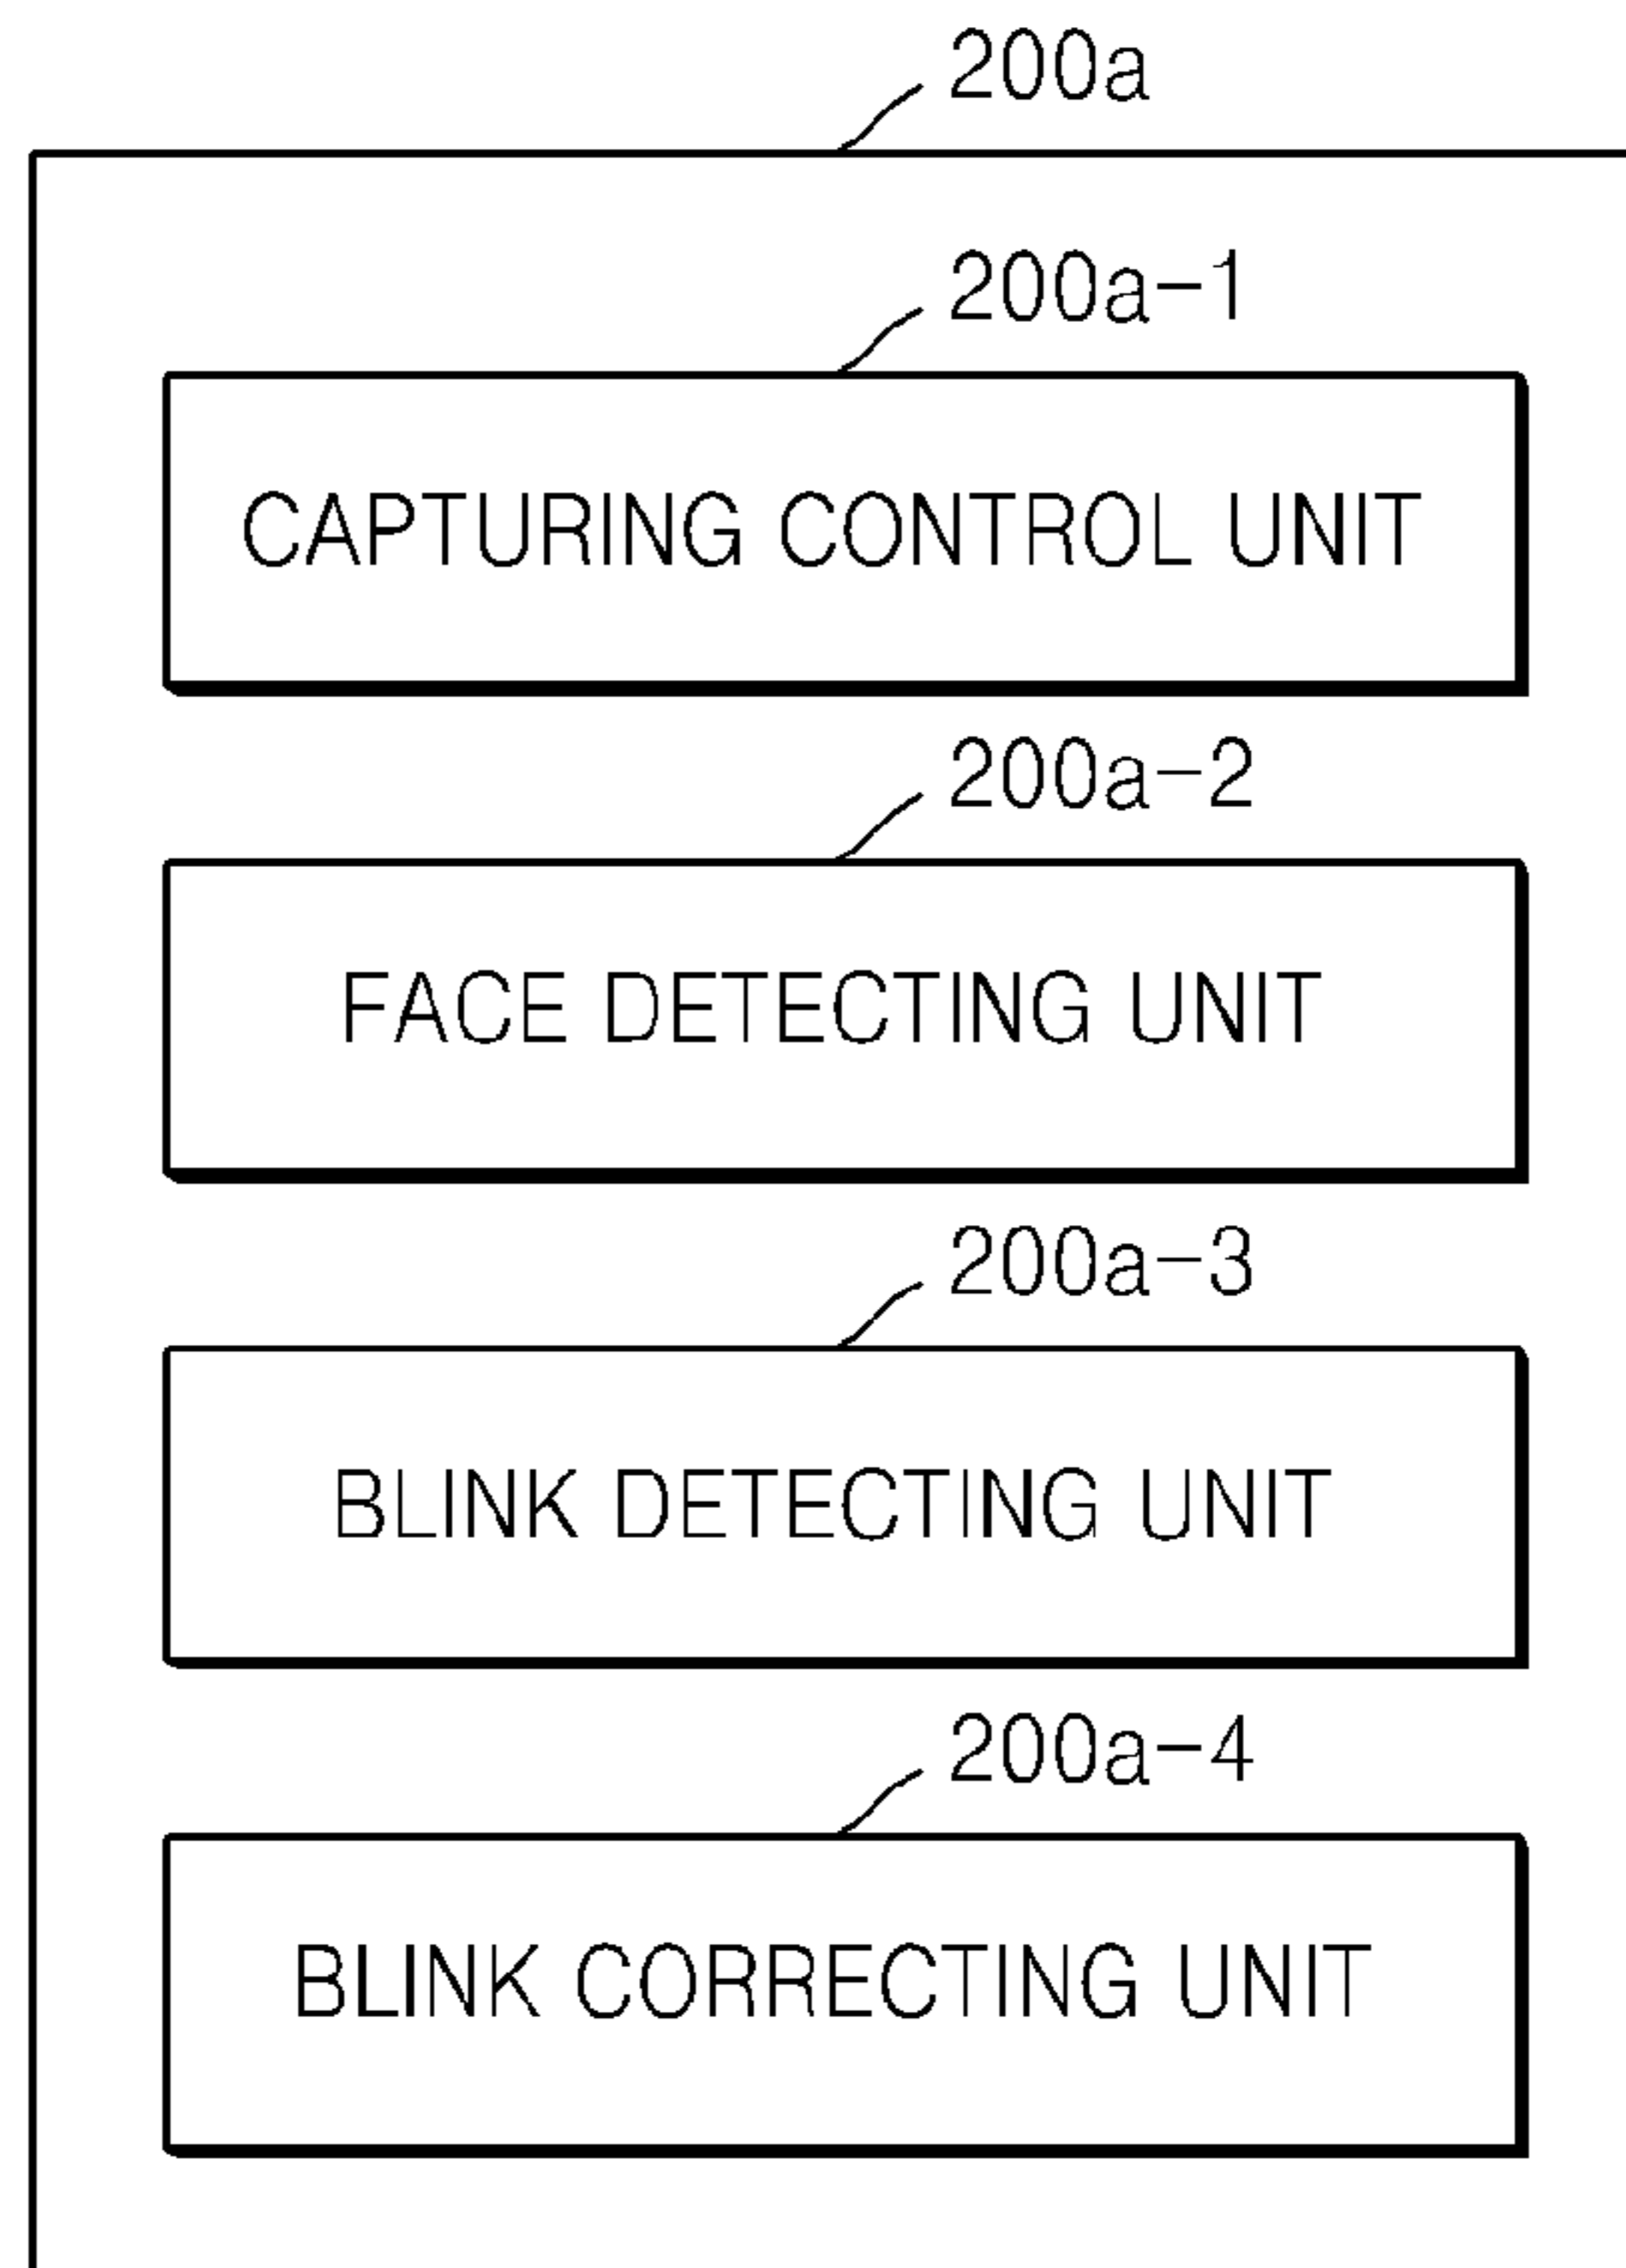 200a
200a-1
CAPTURING CONTROL UNIT
200a-2
FACE DETECTING UNIT
200a-3
BLINK DETECTING UNIT
200a-4
BLINK CORRECTING UNIT